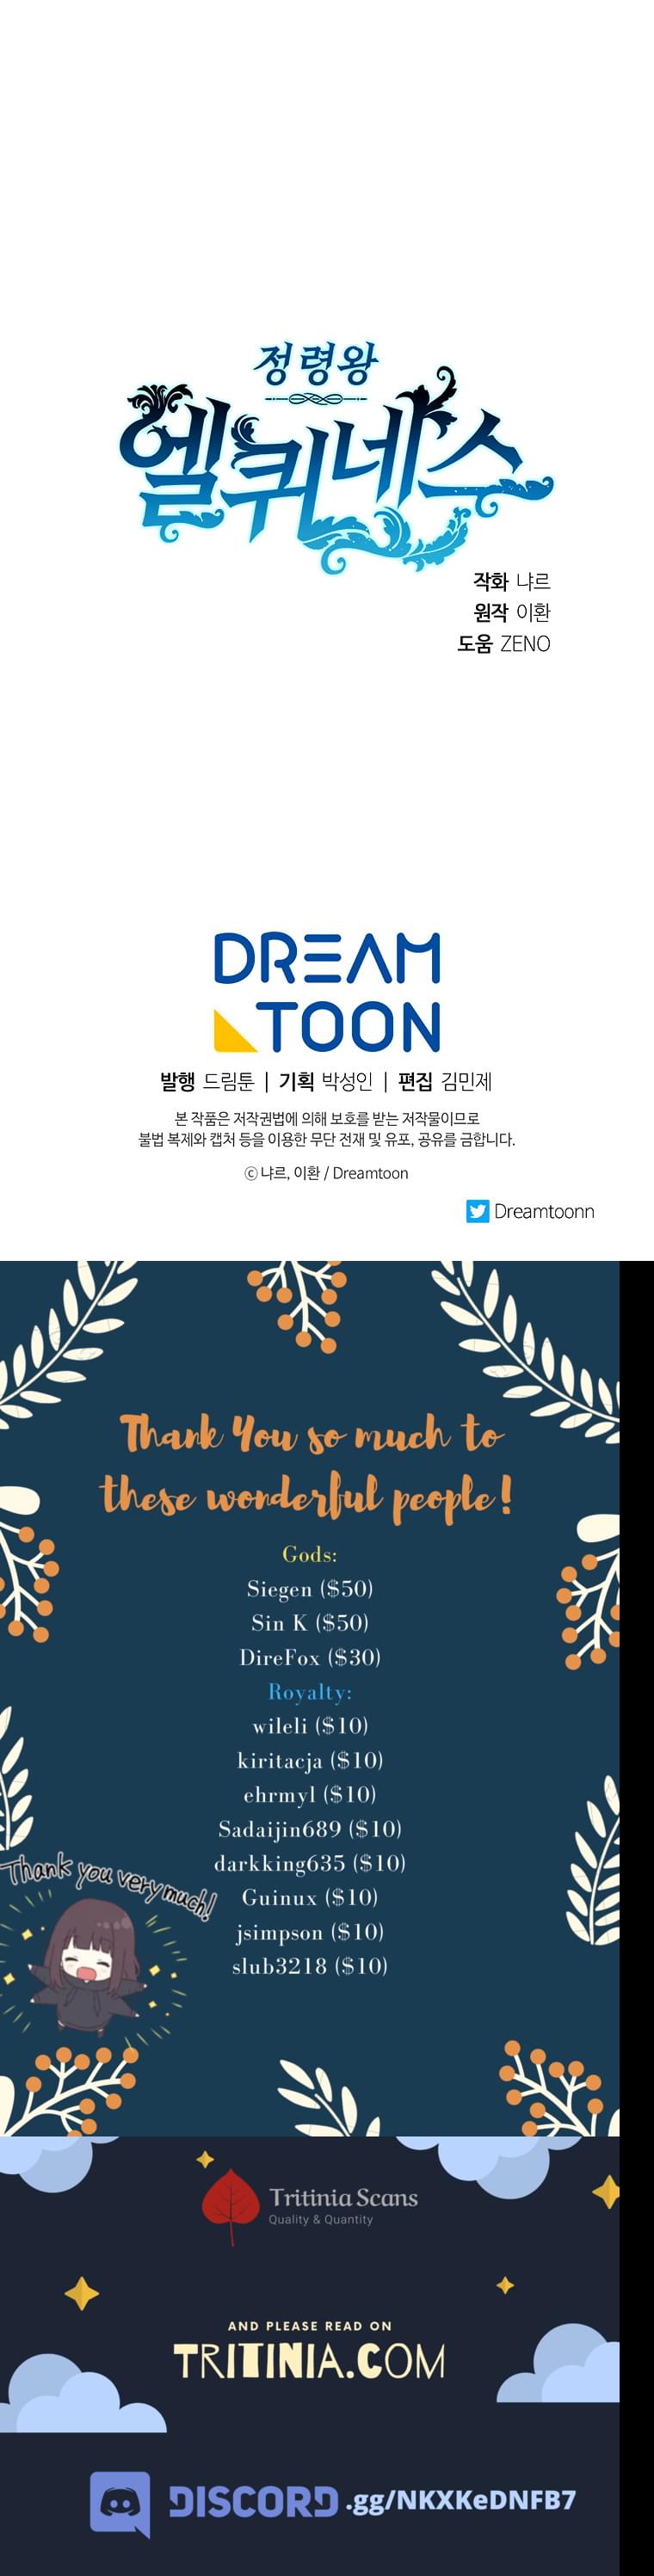 정령왕
엘퀴네스
작화 냐르
원작 이환
도움 ZENO
DREAM
TOON
발행 드림툰 | 기획 박성인 | 편집 김민제
본 작품은 저작권법에 의해 보호를 받는 저작물이므로
불법 복제와 캡처 등을 이용한 무단 전재 및 유포, 공유를 금합니다.
ⓒ 냐르, 이환 / Dreamtoon
Dreamtoonn
Thank You so much to
these wonderful people!
Gods:
Siegen ($50)
Sin K ($50)
DireFox ($30)
Royalty:
wileli ($10)
kiritacja ($10)
ehrmyl ($10)
Sadaijin689 ($10)
darkking635 ($10)
Guinux ($10)
jsimpson ($10)
slub3218 ($10)
Thank you very much!
Tritinia Scans
Quality & Quantity
AND PLEASE READ ON
TRITINIA.COM
DISCORD .gg/NKXKeDNFB7